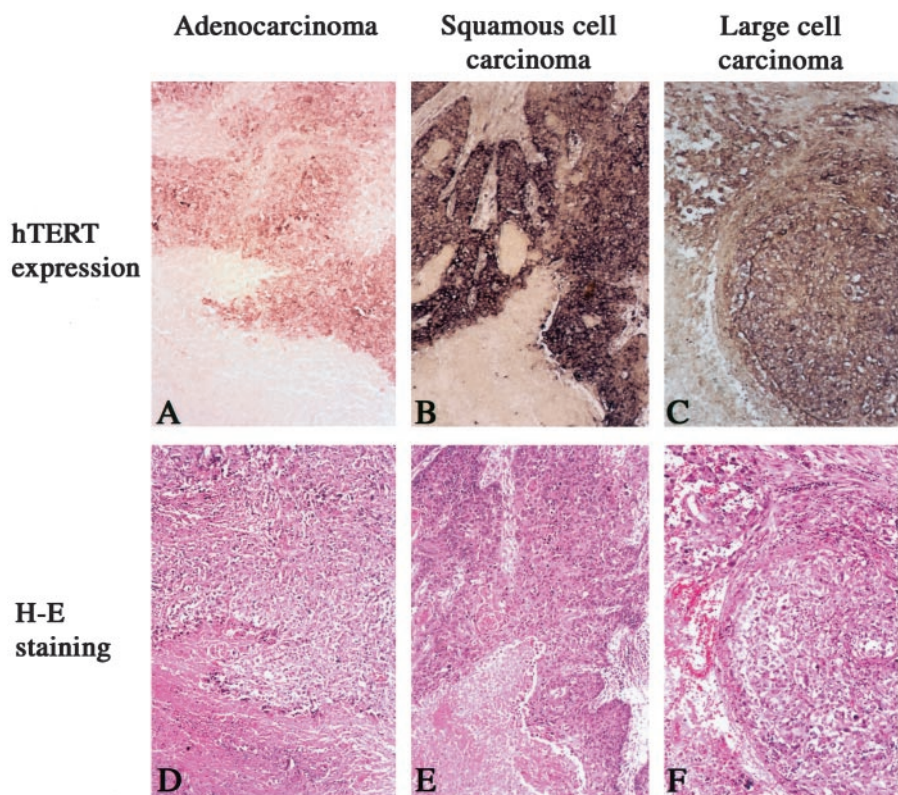 Adenocarcinoma
Squamous cell
carcinoma
Large cell
carcinoma
hTERT
expression
A
B
C
H-E
staining
D
E
F